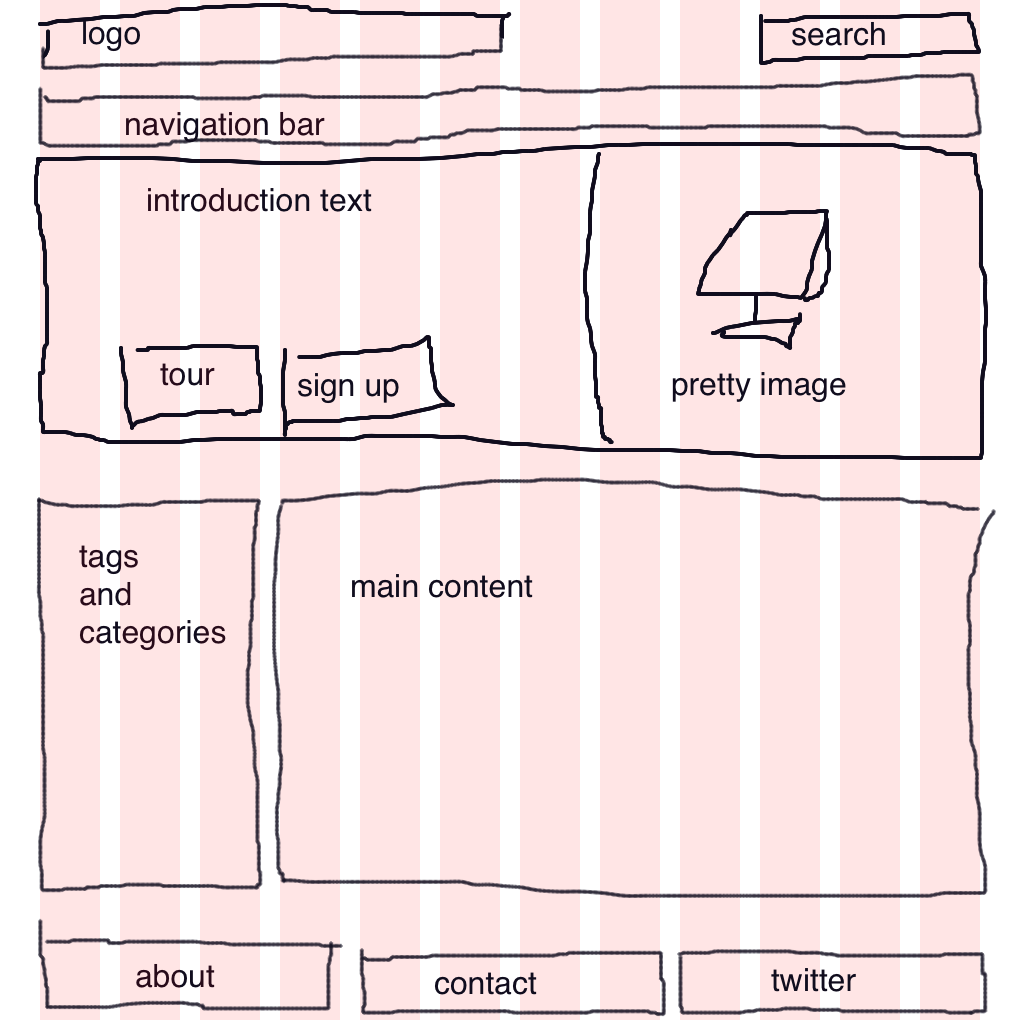 logo
search
navigation bar
introduction text
tour
sign up
pretty image
tags
and
categories
main content
about
contact
twitter